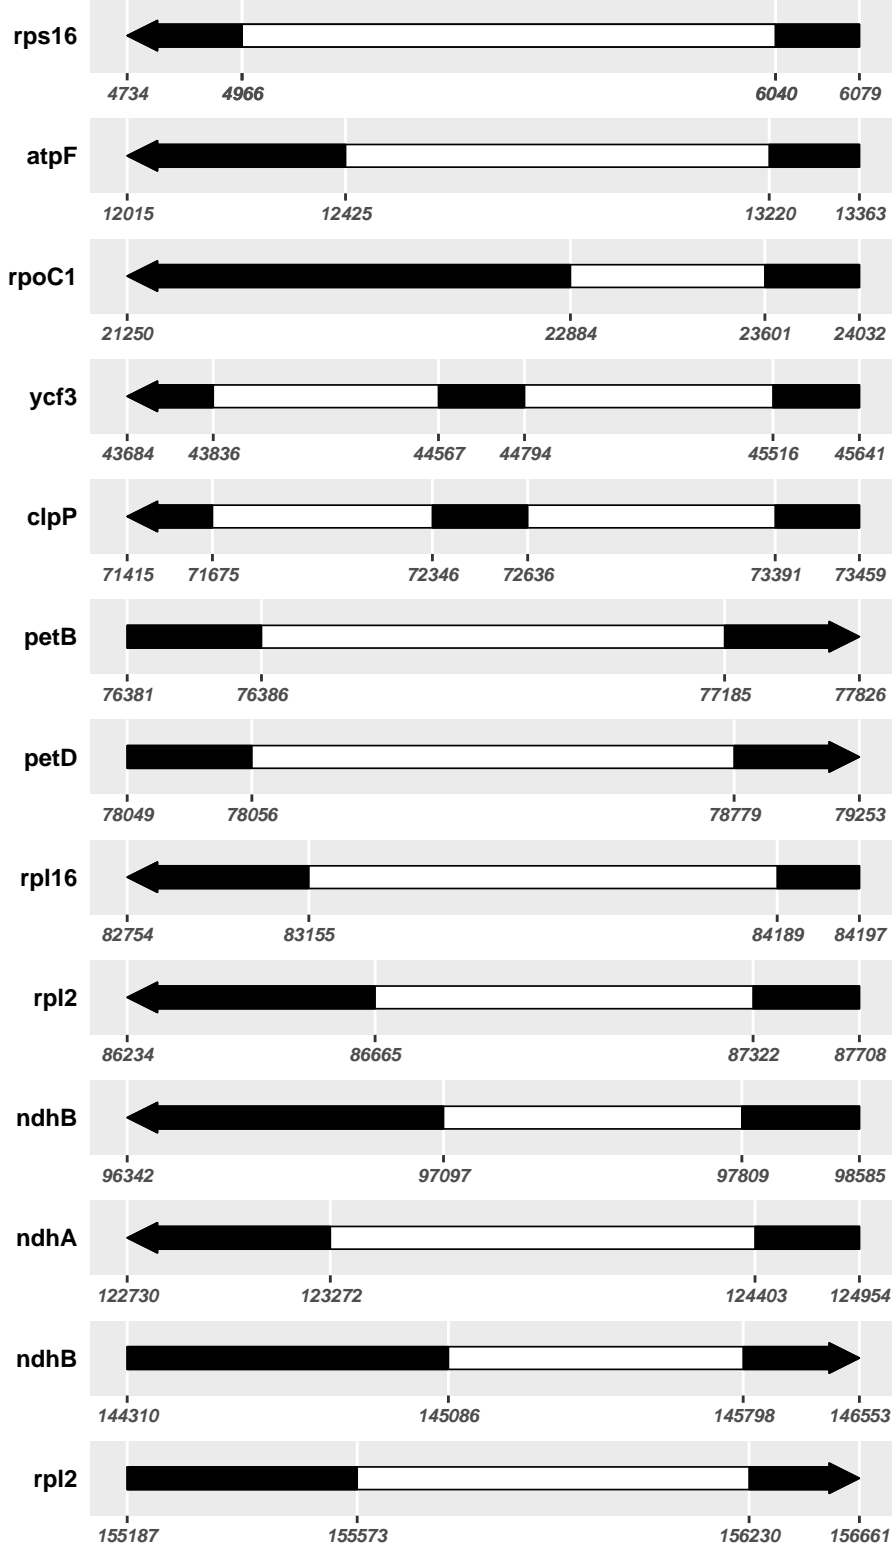 rps16
4734 4966 6040 6079
atpF
12015 12425 13220 13363
rpoC1
21250 22884 23601 24032
ycf3
43684 43836 44567 44794 45516 45641
clpP
71415 71675 72346 72636 73391 73459
petB
76381 76386 77185 77826
petD
78049 78056 78779 79253
rpl16
82754 83155 84189 84197
rpl2
86234 86665 87322 87708
ndhB
96342 97097 97809 98585
ndhA
122730 123272 124403 124954
ndhB
144310 145086 145798 146553
rpl2
155187 155573 156230 156661